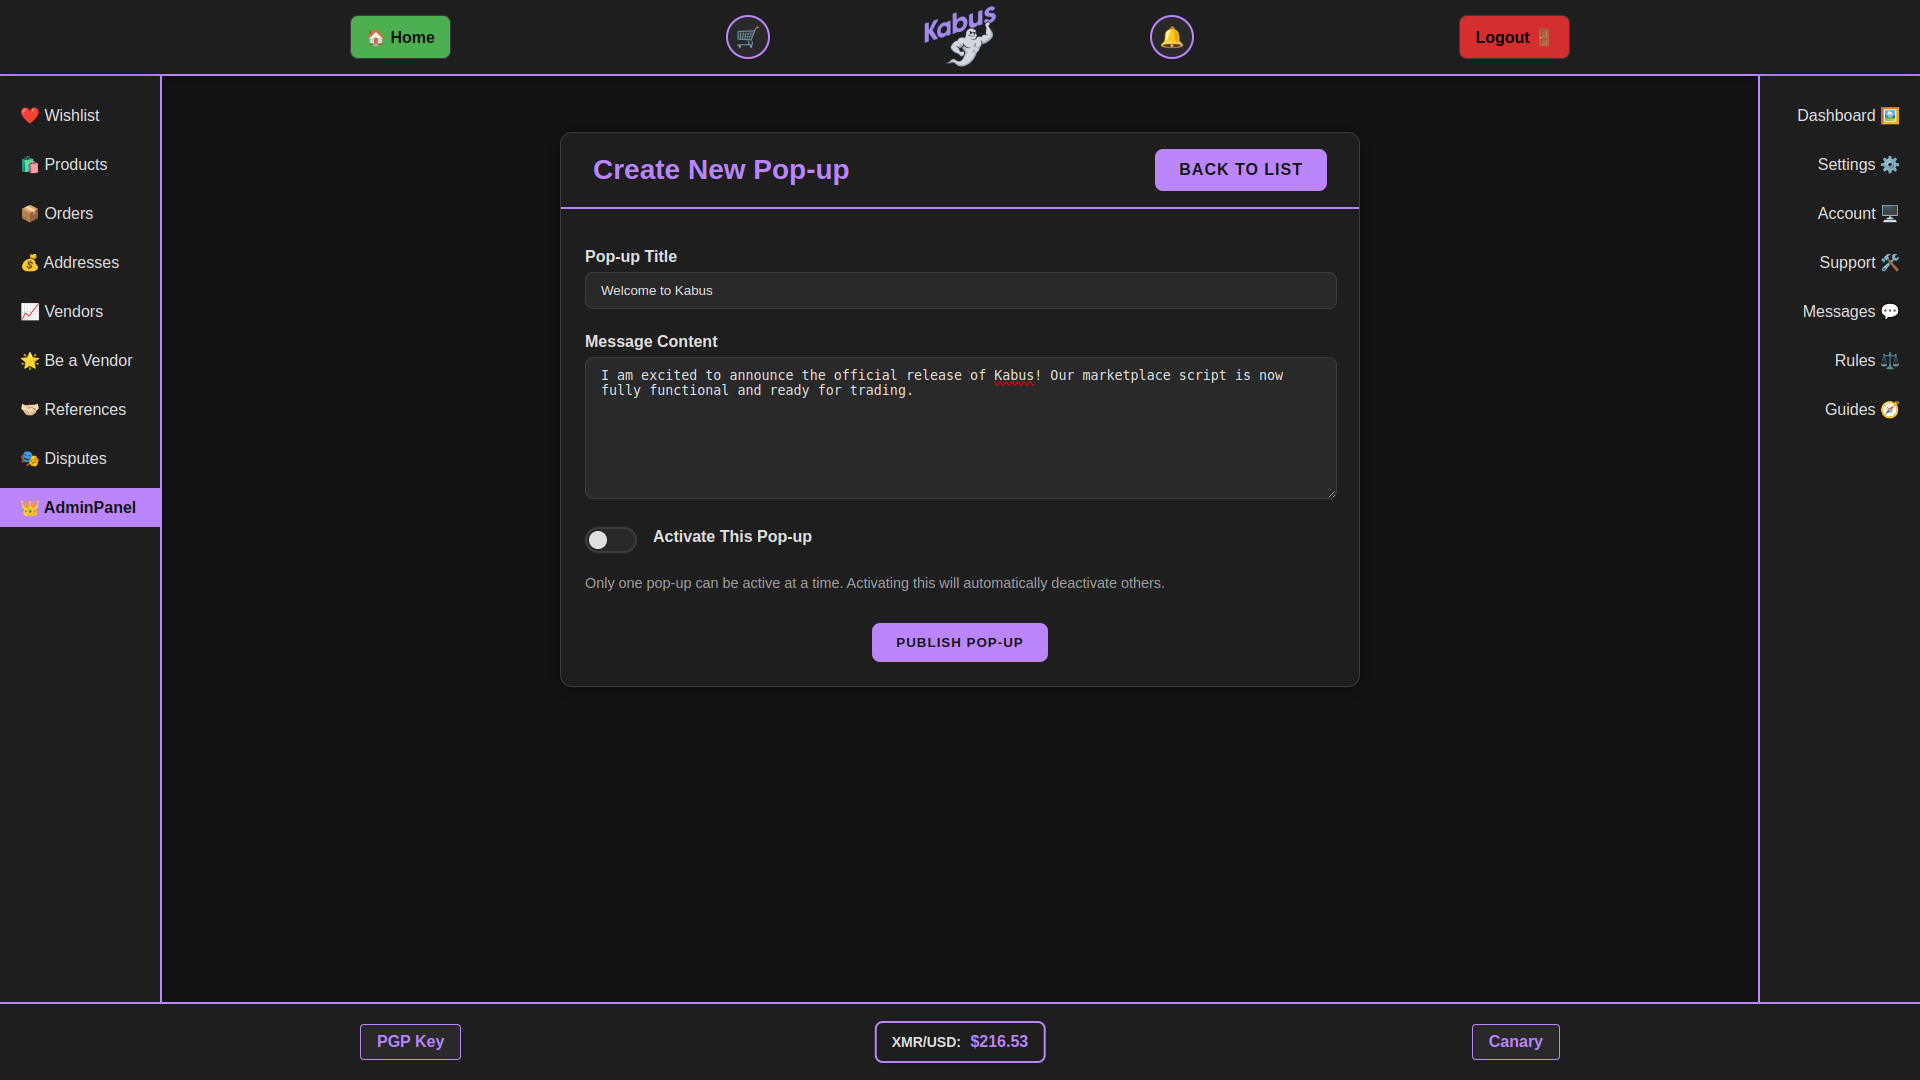 Home
Kabus
Logout
Wishlist
Products
Orders
Addresses
Vendors
Be a Vendor
References
Disputes
AdminPanel
Create New Pop-up
BACK TO LIST
Pop-up Title
Welcome to Kabus
Message Content
I am excited to announce the official release of Kabus! Our marketplace script is now
fully functional and ready for trading.
Activate This Pop-up
Only one pop-up can be active at a time. Activating this will automatically deactivate others.
PUBLISH POP-UP
Dashboard
Settings
Account
Support
Messages
Rules
Guides
PGP Key
XMR/USD: $216.53
Canary